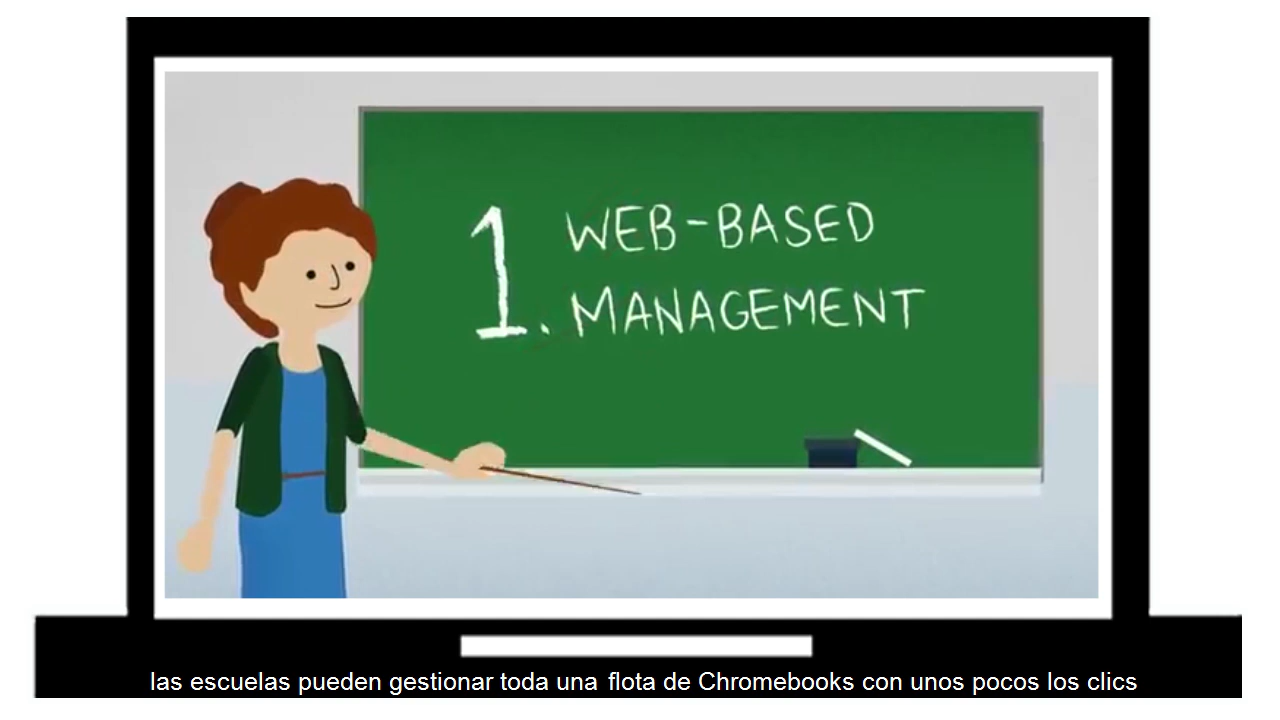 1. WEB-BASED
MANAGEMENT
las escuelas pueden gestionar toda una flota de Chromebooks con unos pocos los clics